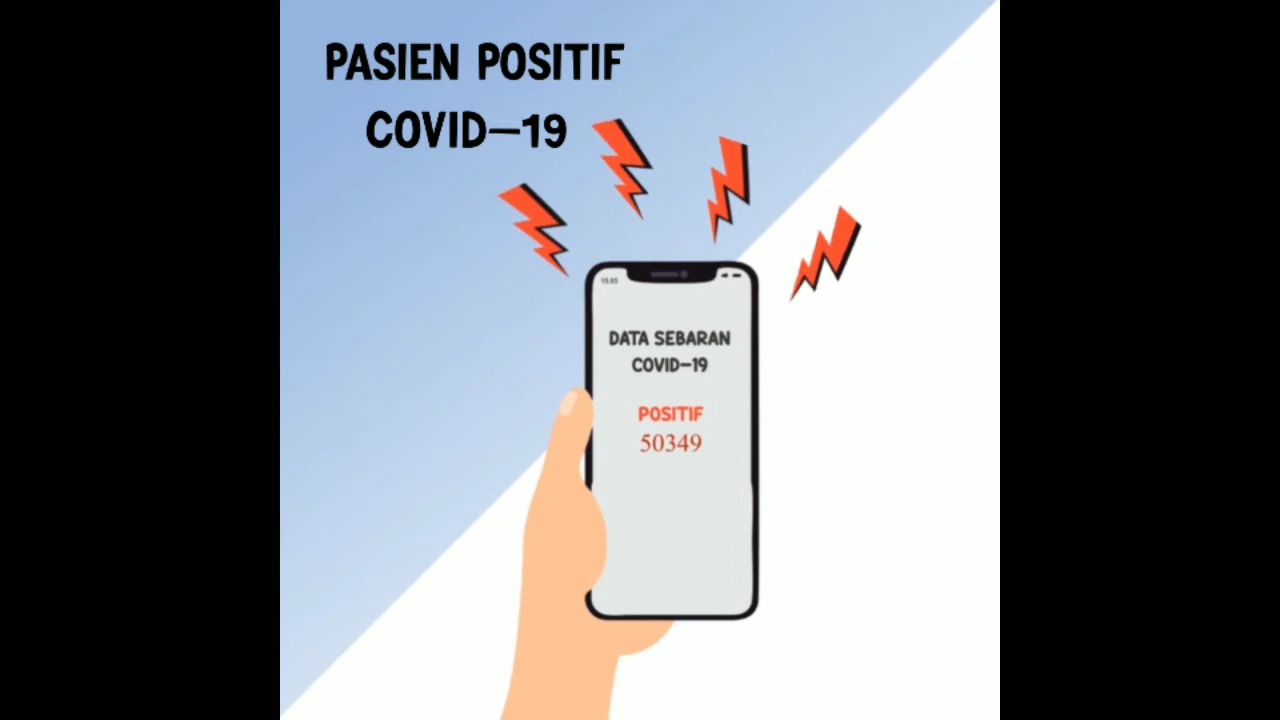 PASIEN POSITIF
COVID-19
DATA SEBARAN
COVID-19
POSITIF
50349